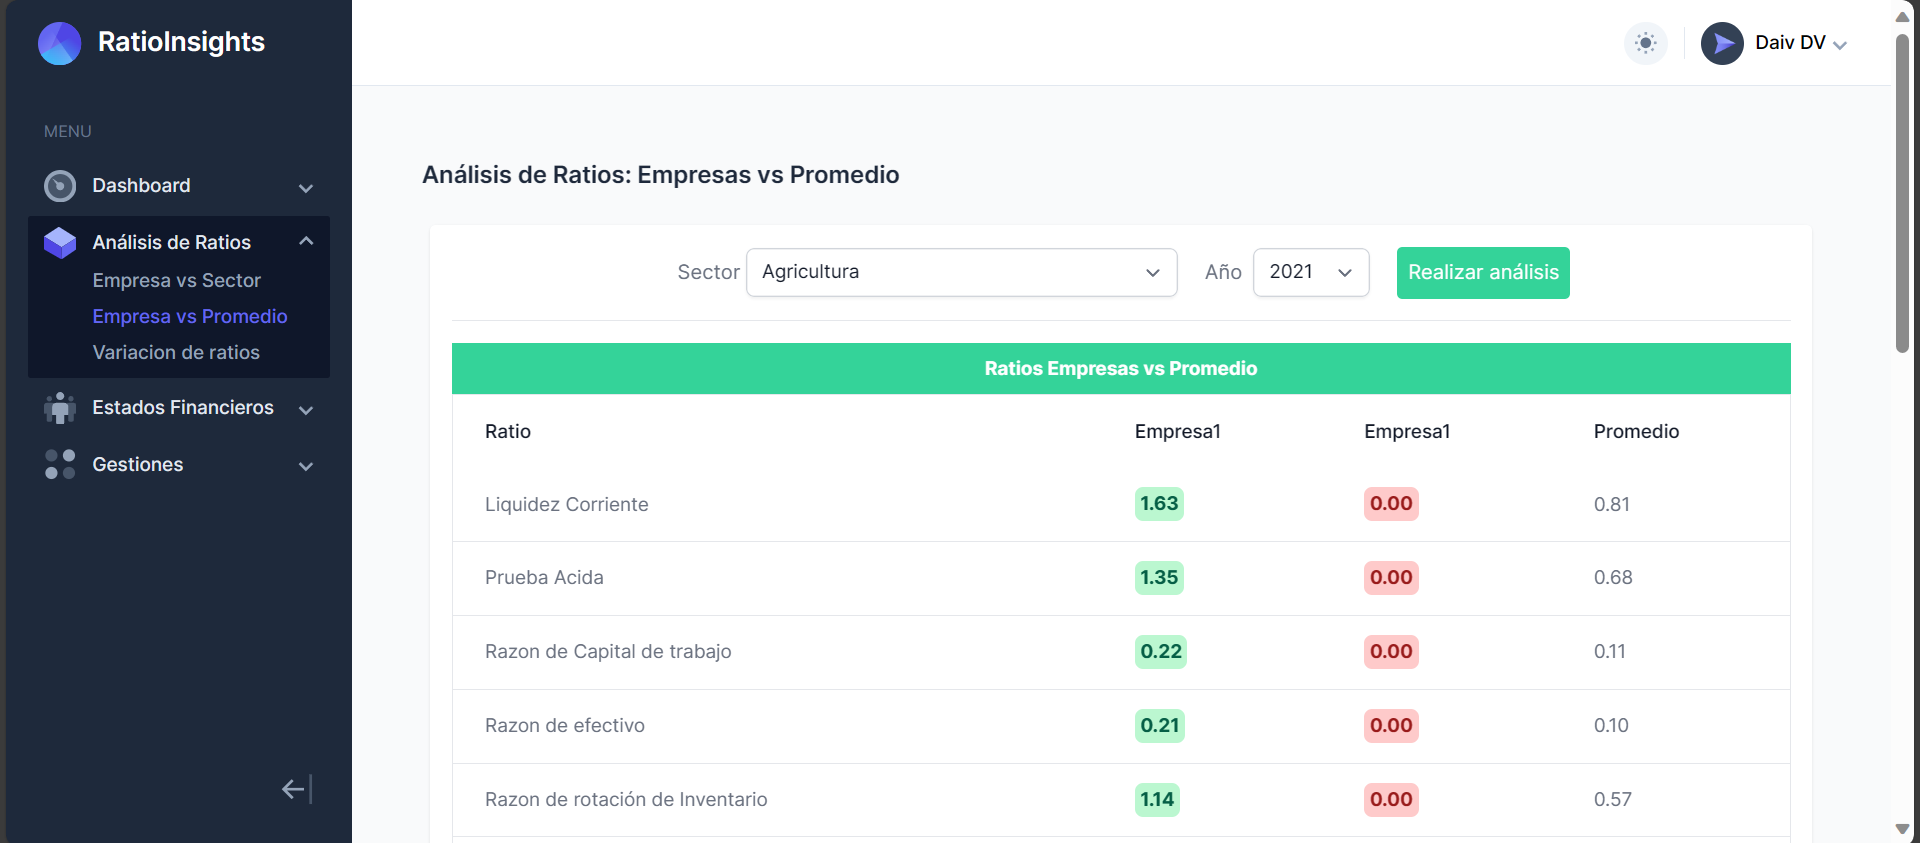 RatioInsights
Daiv DV
MENU
Dashboard
Análisis de Ratios
Empresa vs Sector
Empresa vs Promedio
Variacion de ratios
Estados Financieros
Gestiones
Análisis de Ratios: Empresas vs Promedio
Sector Agricultura Año 2021 Realizar análisis
Ratios Empresas vs Promedio
Ratio Empresa1 Empresa1 Promedio
Liquidez Corriente 1.63 0.00 0.81
Prueba Acida 1.35 0.00 0.68
Razon de Capital de trabajo 0.22 0.00 0.11
Razon de efectivo 0.21 0.00 0.10
Razon de rotación de Inventario 1.14 0.00 0.57